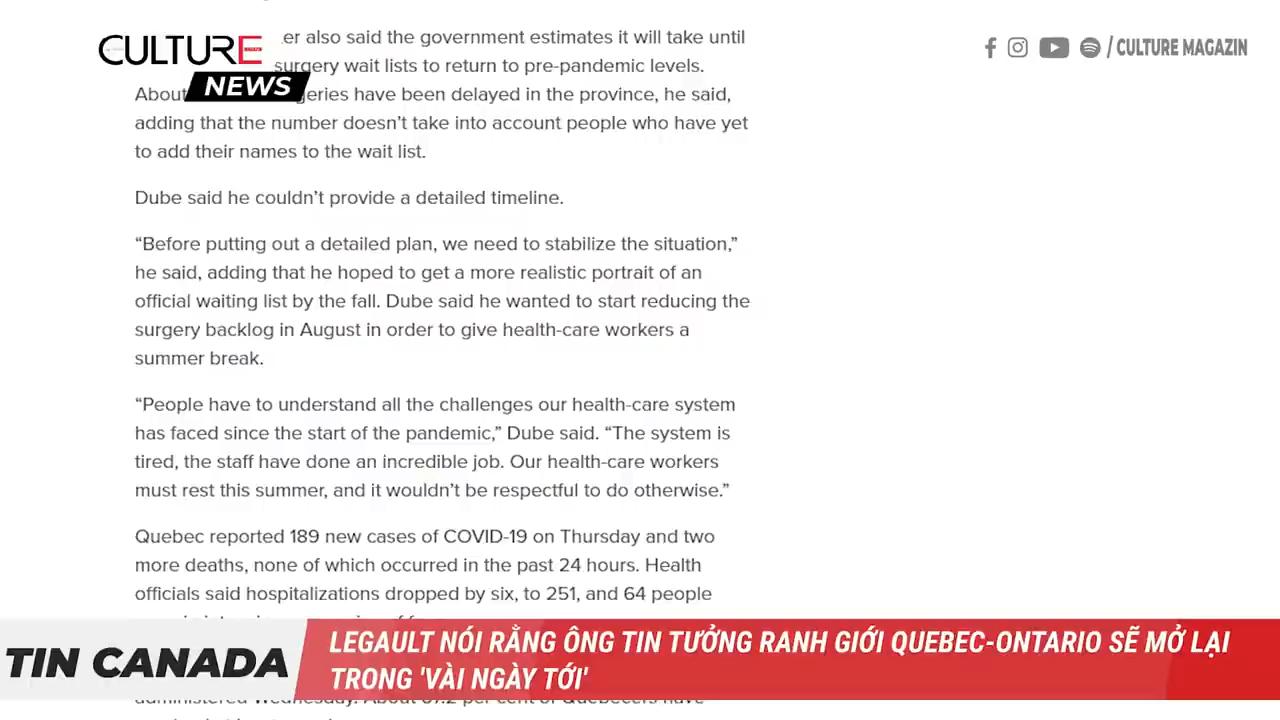 CULTURE
NEWS
/ CULTURE MAGAZIN
er also said the government estimates it will take until
surgery wait lists to return to pre-pandemic levels.
About geries have been delayed in the province, he said,
adding that the number doesn’t take into account people who have yet
to add their names to the wait list.
Dube said he couldn’t provide a detailed timeline.
“Before putting out a detailed plan, we need to stabilize the situation,”
he said, adding that he hoped to get a more realistic portrait of an
official waiting list by the fall. Dube said he wanted to start reducing the
surgery backlog in August in order to give health-care workers a
summer break.
“People have to understand all the challenges our health-care system
has faced since the start of the pandemic,” Dube said. “The system is
tired, the staff have done an incredible job. Our health-care workers
must rest this summer, and it wouldn’t be respectful to do otherwise.”
Quebec reported 189 new cases of COVID-19 on Thursday and two
more deaths, none of which occurred in the past 24 hours. Health
officials said hospitalizations dropped by six, to 251, and 64 people
TIN CANADA
LEGAULT NÓI RẰNG ÔNG TIN TƯỞNG RANH GIỚI QUEBEC-ONTARIO SẼ MỞ LẠI
TRONG 'VÀI NGÀY TỚI'